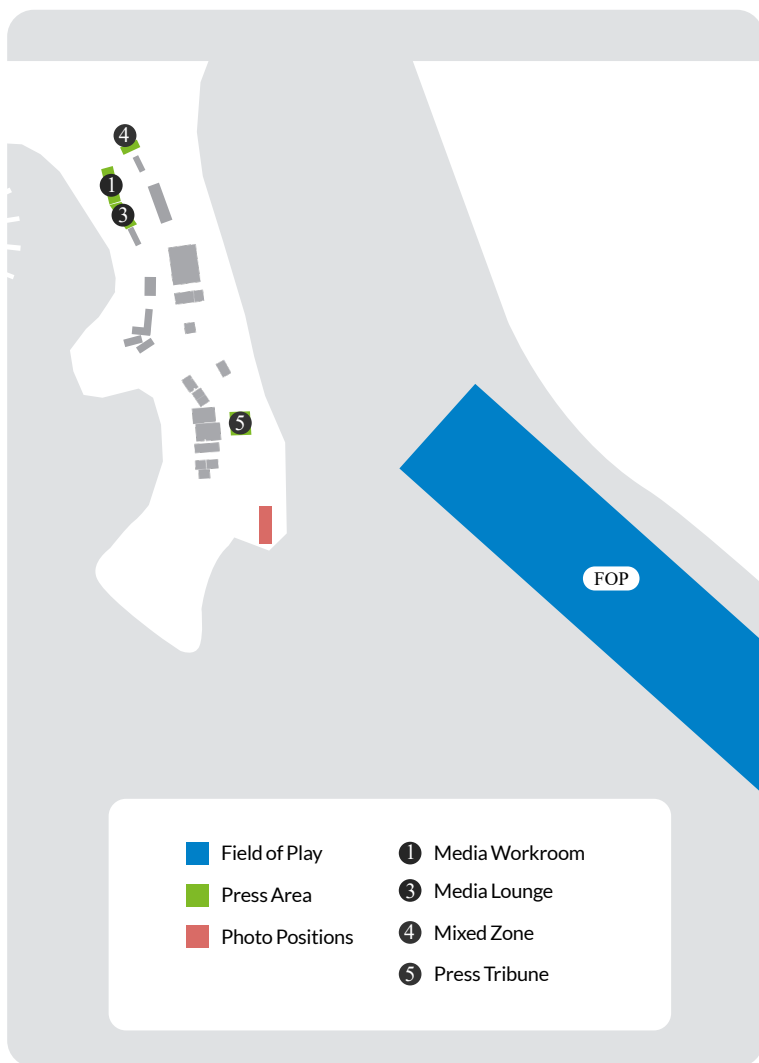 4
1
3
5
FOP
Field of Play
Press Area
Photo Positions
1 Media Workroom
3 Media Lounge
4 Mixed Zone
5 Press Tribune